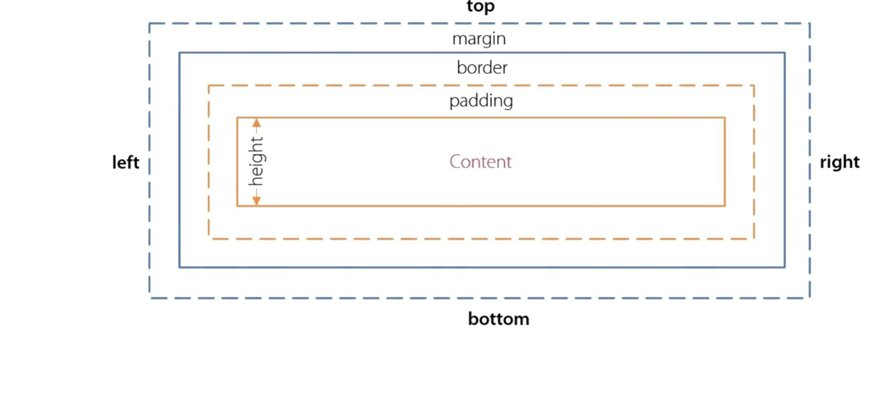 top
margin
border
padding
left
height
Content
right
bottom